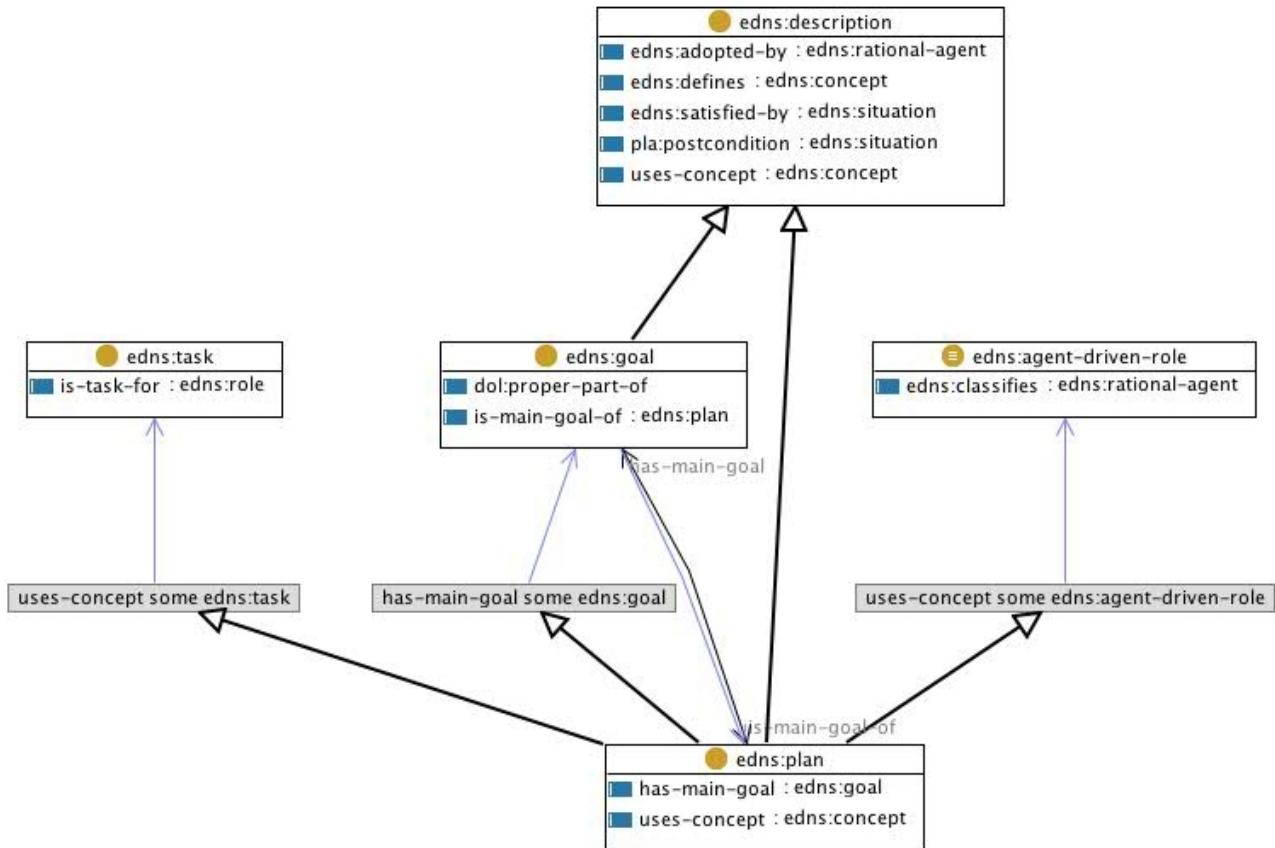 edns:description
edns:adopted-by : edns:rational-agent
edns:defines : edns:concept
edns:satisfied-by : edns:situation
pla:postcondition : edns:situation
uses-concept : edns:concept
edns:task
is-task-for : edns:role
edns:goal
dol:proper-part-of
is-main-goal-of : edns:plan
edns:agent-driven-role
edns:classifies : edns:rational-agent
has-main-goal
uses-concept some edns:task
has-main-goal some edns:goal
uses-concept some edns:agent-driven-role
is-main-goal-of
edns:plan
has-main-goal : edns:goal
uses-concept : edns:concept